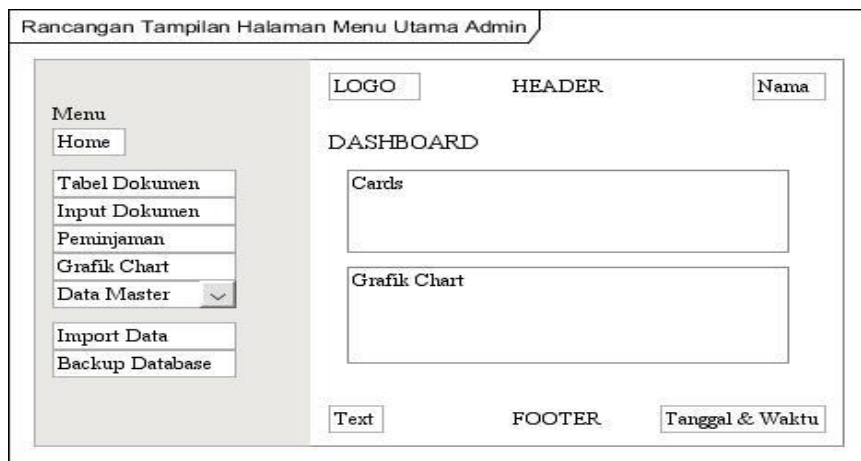 Rancangan Tampilan Halaman Menu Utama Admin
Menu
Home
Tabel Dokumen
Input Dokumen
Peminjaman
Grafik Chart
Data Master
Import Data
Backup Database
LOGO HEADER Nama
DASHBOARD
Cards
Grafik Chart
Text FOOTER Tanggal & Waktu